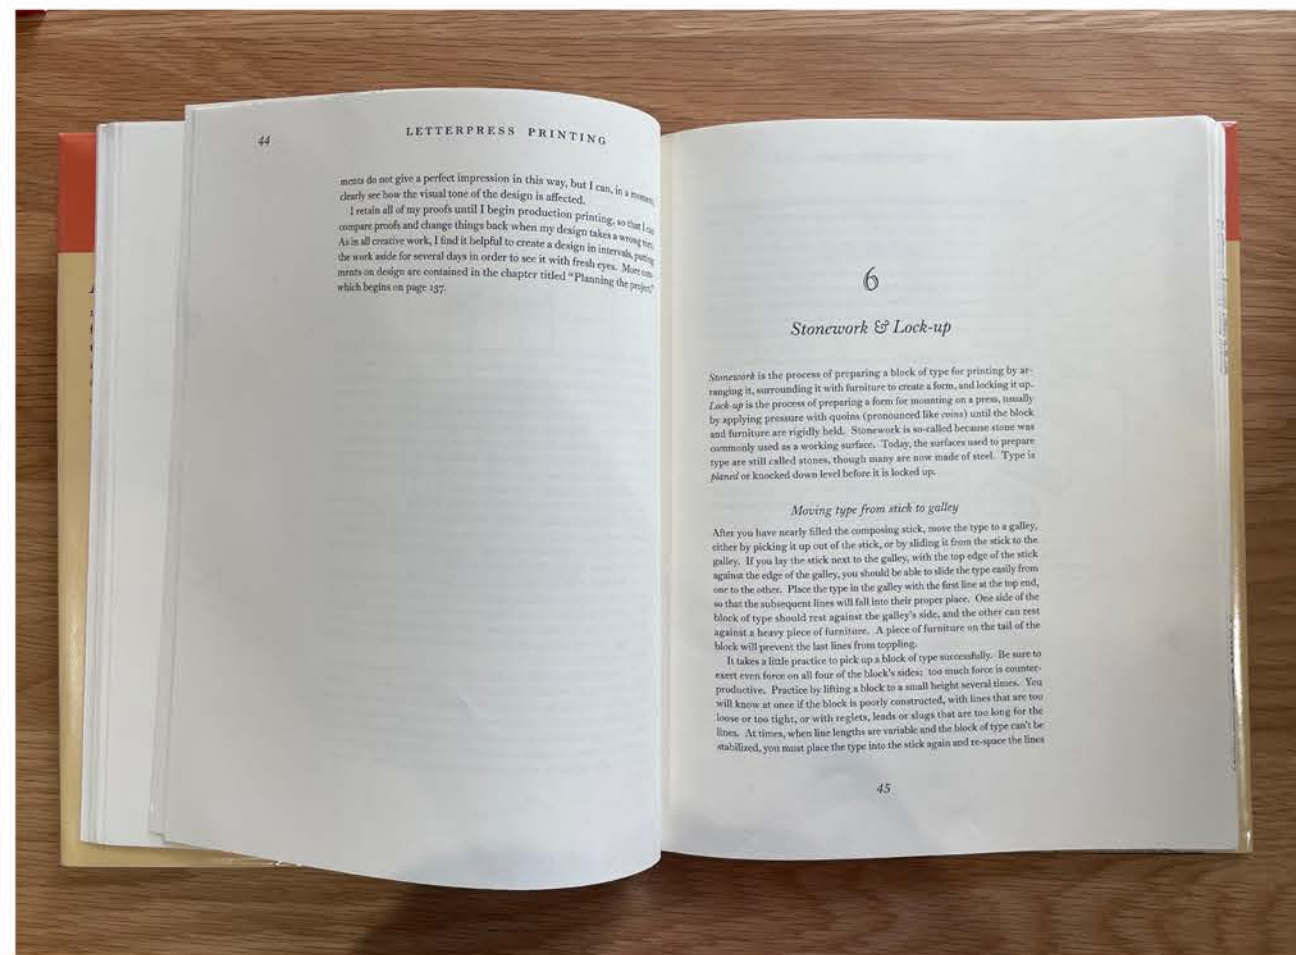 44
LETTERPRESS PRINTING
ments do not give a perfect impression in this way, but I can, in a moment,
clearly see how the visual tone of the design is affected.
I retain all of my proofs until I begin production printing, so that I can
compare proofs and change things back when my design takes a wrong turn.
As in all creative work, I find it helpful to create a design in intervals, putting
the work aside for several days in order to see it with fresh eyes. More com-
ments on design are contained in the chapter titled “Planning the project,”
which begins on page 137.
6
Stonework & Lock-up
Stonework is the process of preparing a block of type for printing by ar-
ranging it, surrounding it with furniture to create a form, and locking it up.
Lock-up is the process of preparing a form for mounting on a press, usually
by applying pressure with quoins (pronounced like coins) until the block
and furniture are rigidly held. Stonework is so-called because stone was
commonly used as a working surface. Today, the surfaces used to prepare
type are still called stones, though many are now made of steel. Type is
planed or knocked down level before it is locked up.
Moving type from stick to galley
After you have nearly filled the composing stick, move the type to a galley,
either by picking it up out of the stick, or by sliding it from the stick to the
galley. If you lay the stick next to the galley, with the top edge of the stick
against the edge of the galley, you should be able to slide the type easily from
one to the other. Place the type in the galley with the first line at the top end,
so that the subsequent lines will fall into their proper place. One side of the
block of type should rest against the galley's side, and the other can rest
against a heavy piece of furniture. A piece of furniture on the tail of the
block will prevent the last lines from toppling.
It takes a little practice to pick up a block of type successfully. Be sure to
exert even force on all four of the block's sides: too much force is counter-
productive. Practice by lifting a block to a small height several times. You
will know at once if the block is poorly constructed, with lines that are too
loose or too tight, or with reglets, leads or slugs that are too long for the
lines. At times, when line lengths are variable and the block of type can't be
stabilized, you must place the type into the stick again and re-space the lines
45